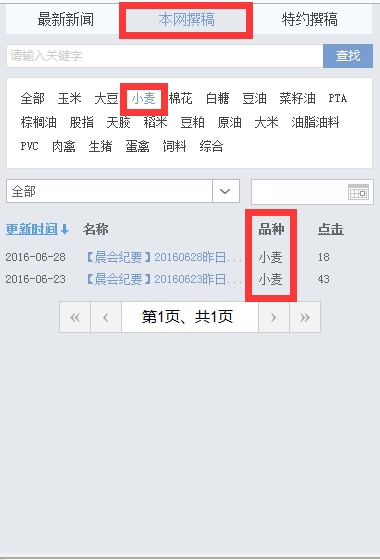 最新新闻 本网撰稿 特约撰稿
请输入关键字 查找
全部 玉米 大豆 小麦 棉花 白糖 豆油 菜籽油 PTA
棕榈油 股指 天胶 稻米 豆粕 原油 大米 油脂油料
PVC 肉禽 生猪 蛋禽 饲料 综合
全部
更新时间 名称 品种 点击
2016-06-28 【晨会纪要】20160628昨日... 小麦 18
2016-06-23 【晨会纪要】20160623昨日... 小麦 43
« ‹ 第1页、共1页 › »